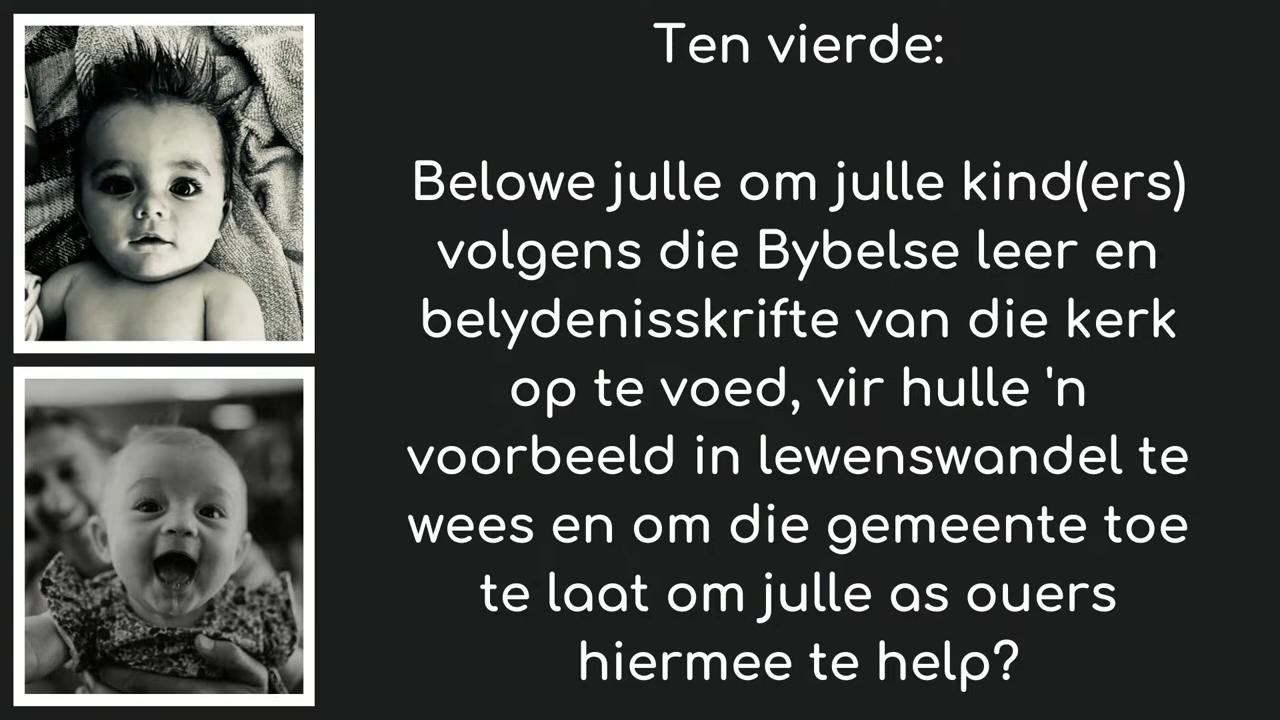 Ten vierde:
Belowe julle om julle kind(ers)
volgens die Bybelse leer en
belydenisskrifte van die kerk
op te voed, vir hulle 'n
voorbeeld in lewenswandel te
wees en om die gemeente toe
te laat om julle as ouers
hiermee te help?